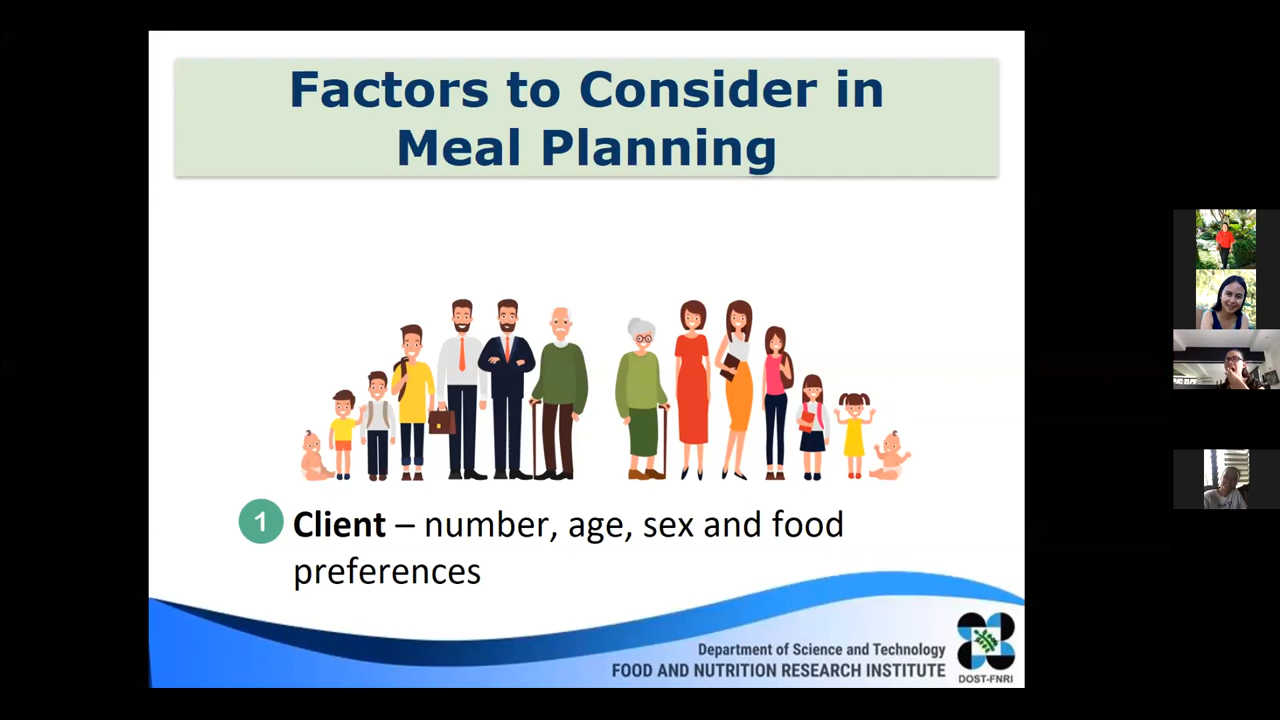 Factors to Consider in
Meal Planning
1 Client – number, age, sex and food
preferences
Department of Science and Technology
FOOD AND NUTRITION RESEARCH INSTITUTE
DOST-FNRI